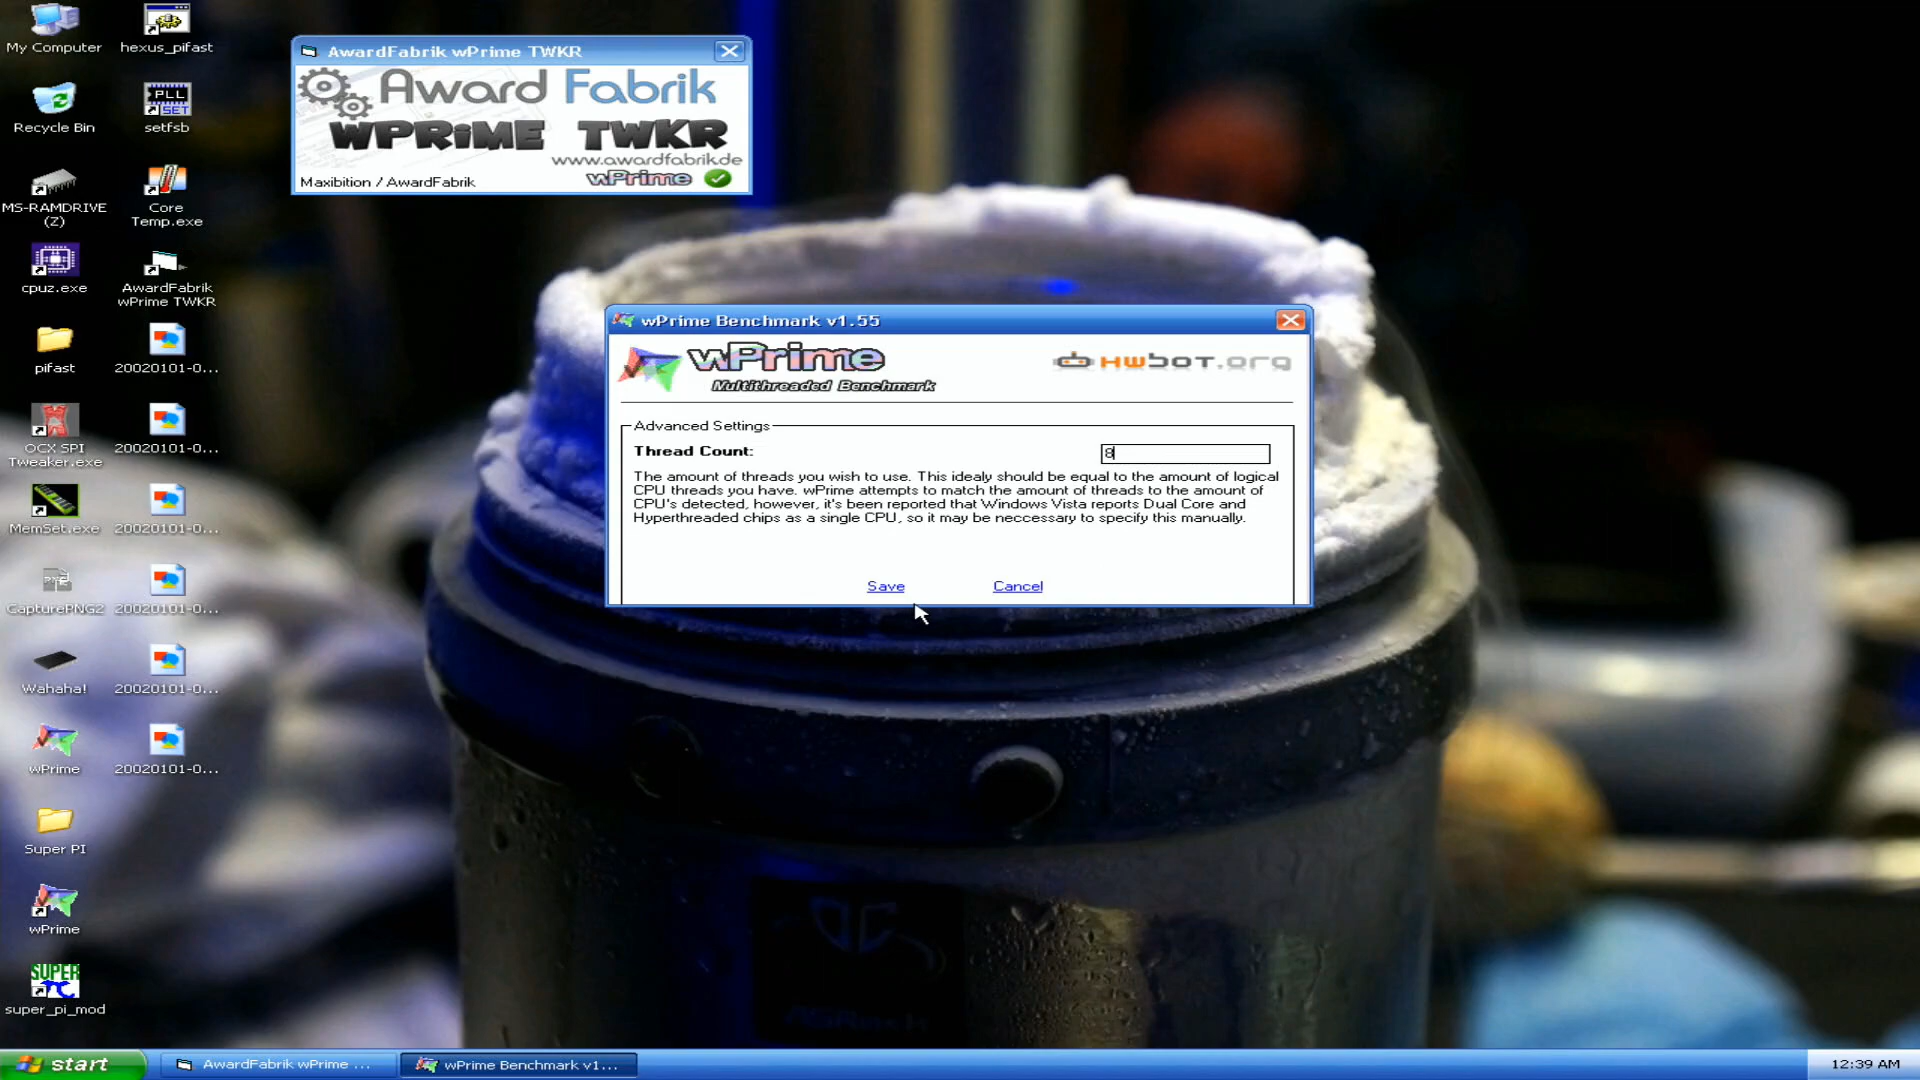 My Computer
hexus_pifast
Recycle Bin
PLL
SET
setfsb
MS-RAMDRIVE
(Z)
Core
Temp.exe
cpuz.exe
AwardFabrik
wPrime TWKR
pifast
20020101-0...
OCX SPI
Tweaker.exe
20020101-0...
MemSet.exe
20020101-0...
CapturePNG2
20020101-0...
Wahaha!
20020101-0...
wPrime
20020101-0...
Super PI
wPrime
SUPER
super_pi_mod
AwardFabrik wPrime TWKR
Award Fabrik
WPRiME TWKR
www.awardfabrik.de
Maxibition / AwardFabrik
wPrime
wPrime Benchmark v1.55
wPrime
Multithreaded Benchmark
HWBOT.org
Advanced Settings
Thread Count:
8
The amount of threads you wish to use. This idealy should be equal to the amount of logical
CPU threads you have. wPrime attempts to match the amount of threads to the amount of
CPU's detected, however, it's been reported that Windows Vista reports Dual Core and
Hyperthreaded chips as a single CPU, so it may be neccessary to specify this manually.
Save
Cancel
start
AwardFabrik wPrime ...
wPrime Benchmark v1...
12:39 AM